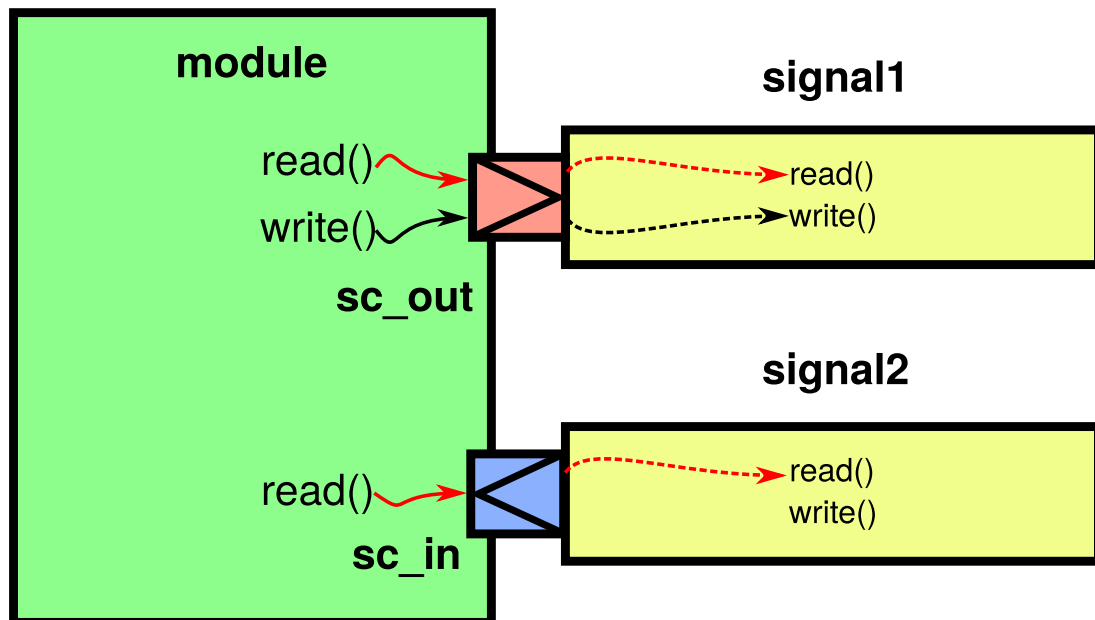 module
signal1
read()
write()
sc_out
read()
write()
signal2
read()
sc_in
read()
write()